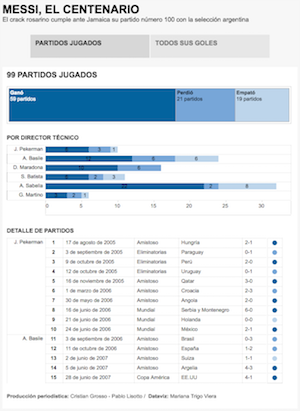 MESSI, EL CENTENARIO
El crack rosarino cumple ante Jamaica su partido número 100 con la selección argentina
PARTIDOS JUGADOS
TODOS SUS GOLES
99 PARTIDOS JUGADOS
Ganó Perdió Empató
59 partidos 21 partidos 19 partidos
POR DIRECTOR TÉCNICO
J. Pekerman
A. Basile
D. Maradona
S. Batista
A. Sabella
G. Martino
0 5 10 15 20 25 30
DETALLE DE PARTIDOS
J. Pekerman 1 17 de agosto de 2005 Amistoso Hungría 2-1
2 3 de septiembre de 2005 Eliminatorias Paraguay 0-1
3 9 de octubre de 2005 Eliminatorias Perú 2-0
4 12 de octubre de 2005 Eliminatorias Uruguay 0-1
5 16 de noviembre de 2005 Amistoso Qatar 3-0
6 1 de marzo de 2006 Amistoso Croacia 2-3
7 30 de mayo de 2006 Amistoso Angola 2-0
8 16 de junio de 2006 Mundial Serbia y Montenegro 6-0
9 21 de junio de 2006 Mundial Holanda 0-0
10 24 de junio de 2006 Mundial México 2-1
A. Basile 11 3 de septiembre de 2006 Amistoso Brasil 0-3
12 11 de octubre de 2006 Amistoso España 1-2
13 2 de junio de 2007 Amistoso Suiza 1-1
14 5 de junio de 2007 Amistoso Argelia 4-3
15 28 de junio de 2007 Copa América EE.UU 4-1
Producción periodística: Cristian Grosso - Pablo Lisotto / Dataviz: Mariana Trigo Viera